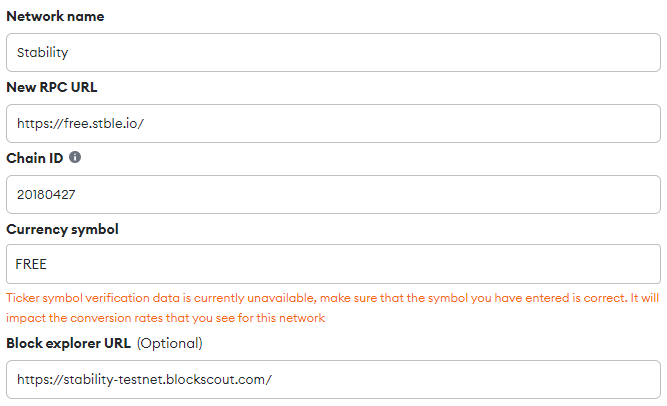 Network name
Stability
New RPC URL
https://free.stble.io/
Chain ID
20180427
Currency symbol
FREE
Ticker symbol verification data is currently unavailable, make sure that the symbol you have entered is correct. It will
impact the conversion rates that you see for this network
Block explorer URL (Optional)
https://stability-testnet.blockscout.com/